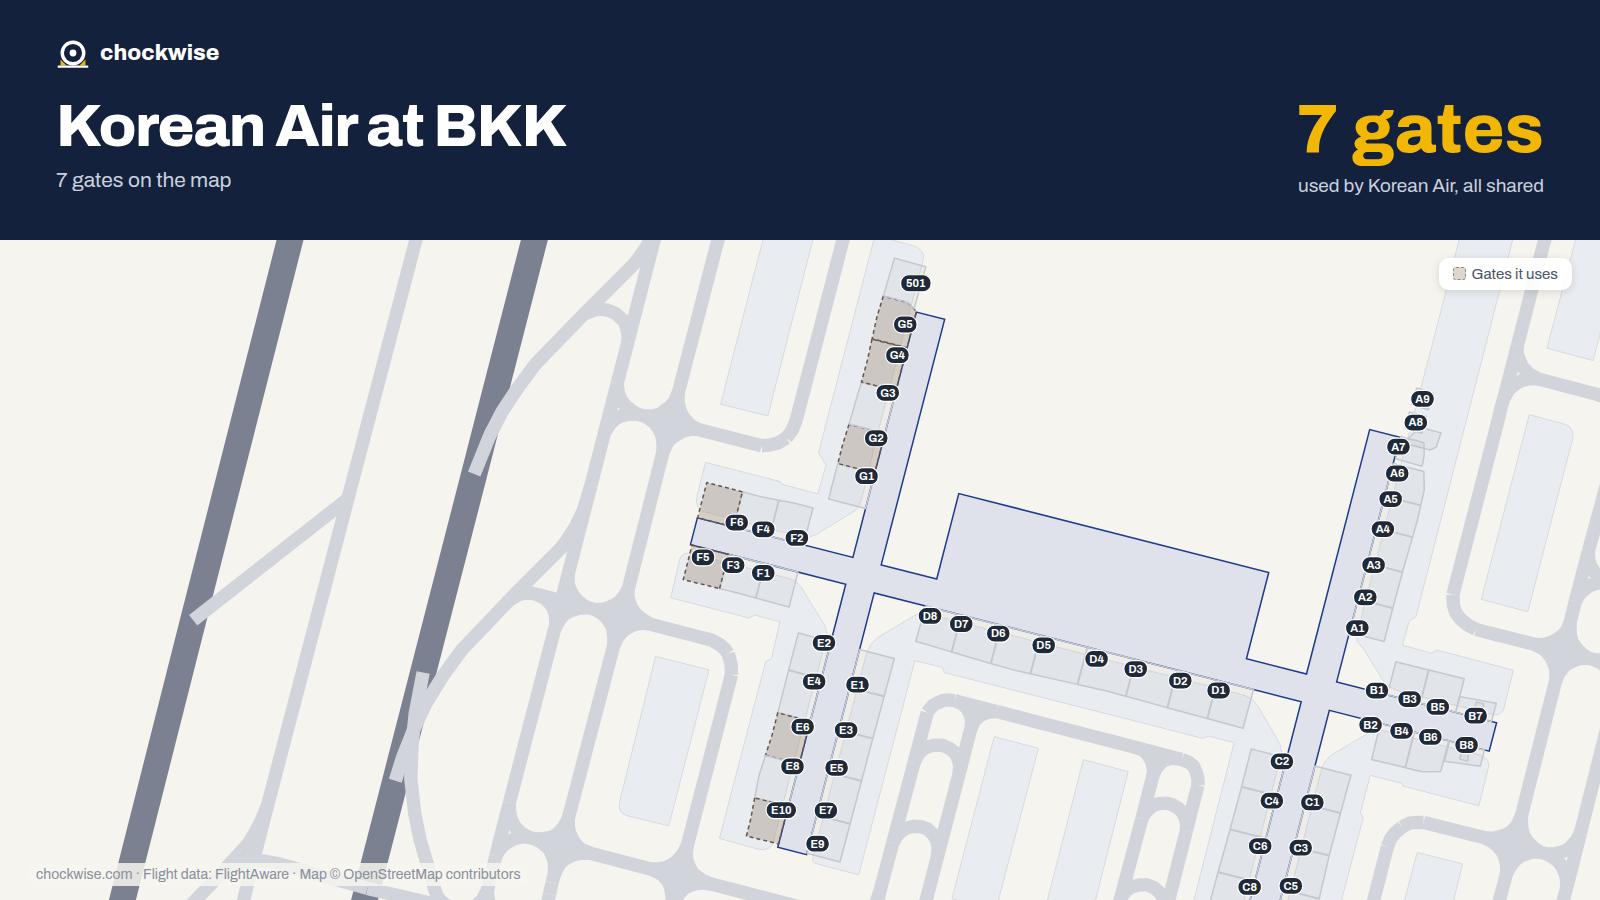 chockwise
Korean Air at BKK
7 gates on the map
7 gates
used by Korean Air, all shared
Gates it uses
501
G5
G4
G3
G2
G1
F6
F4
F2
F5
F3
F1
E2
E4
E1
E6
E3
E8
E5
E10
E7
E9
D8
D7
D6
D5
D4
D3
D2
D1
A9
A8
A7
A6
A5
A4
A3
A2
A1
B1
B3
B5
B7
B2
B4
B6
B8
C2
C4
C1
C6
C3
C8
C5
chockwise.com · Flight data: FlightAware · Map © OpenStreetMap contributors